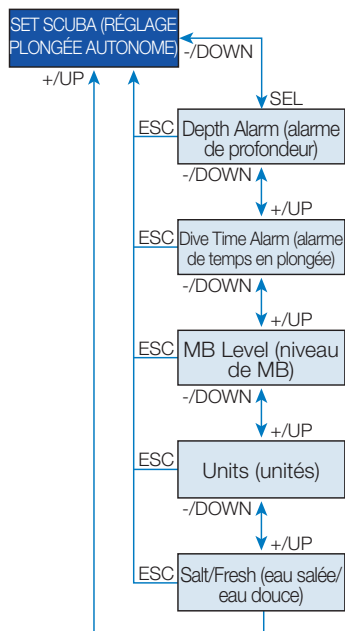 SET SCUBA (RÉGLAGE
PLONGÉE AUTONOME)
-/DOWN
+/UP
SEL
ESC
Depth Alarm (alarme
de profondeur)
-/DOWN
+/UP
ESC
Dive Time Alarm (alarme
de temps en plongée)
-/DOWN
+/UP
ESC
MB Level (niveau
de MB)
-/DOWN
+/UP
ESC
Units (unités)
-/DOWN
+/UP
ESC
Salt/Fresh (eau salée/
eau douce)